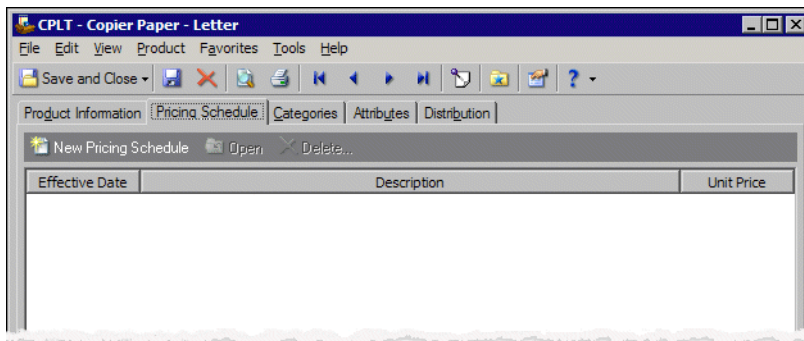 CPLT - Copier Paper - Letter
File Edit View Product Favorites Tools Help
Save and Close ?
Product Information Pricing Schedule Categories Attributes Distribution
New Pricing Schedule Open Delete...
Effective Date Description Unit Price